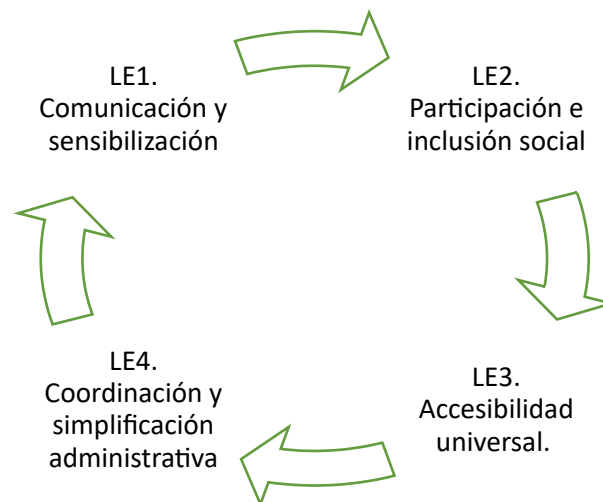 LE1.
Comunicación y
sensibilización
LE2.
Participación e
inclusión social
LE3.
Accesibilidad
universal.
LE4.
Coordinación y
simplificación
administrativa